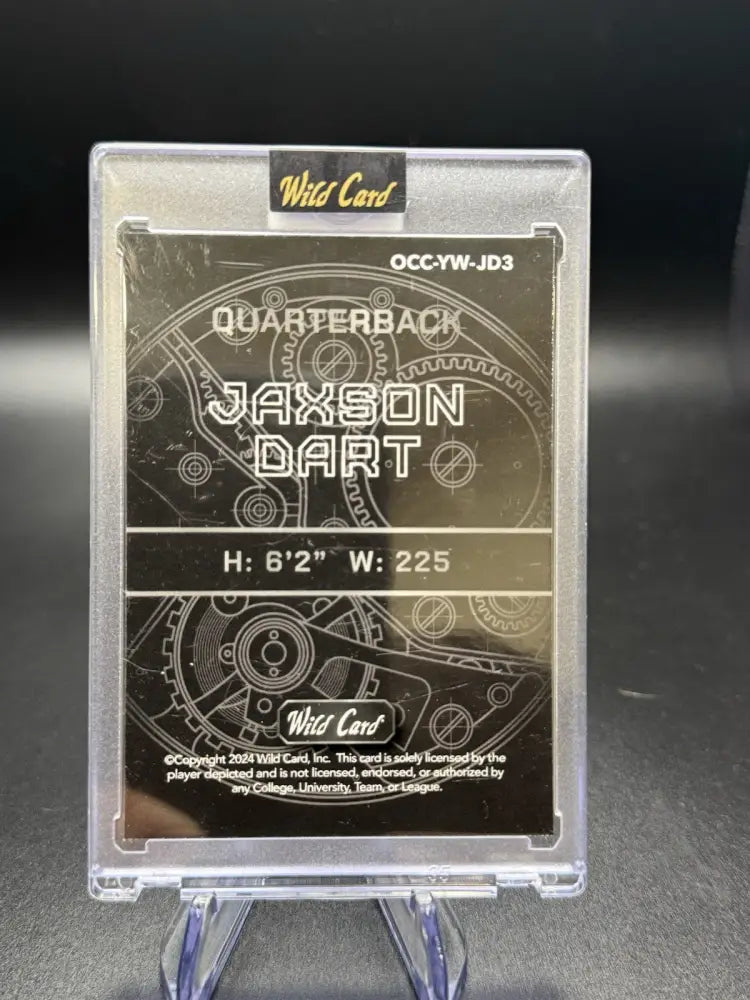 Wild Card
OCC-YW-JD3
QUARTERBACK
JAXSON
DART
H: 6'2" W: 225
Wild Card
©Copyright 2024 Wild Card, Inc. This card is solely licensed by the
player depicted and is not licensed, endorsed, or authorized by
any College, University, Team, or League.
35